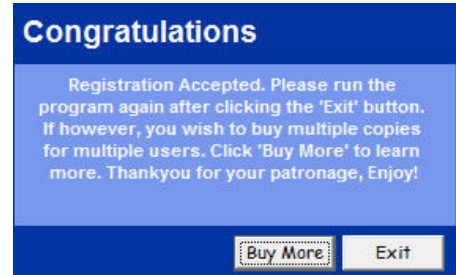 Congratulations
Registration Accepted. Please run the
program again after clicking the 'Exit' button.
If however, you wish to buy multiple copies
for multiple users. Click 'Buy More' to learn
more. Thankyou for your patronage, Enjoy!
Buy More Exit